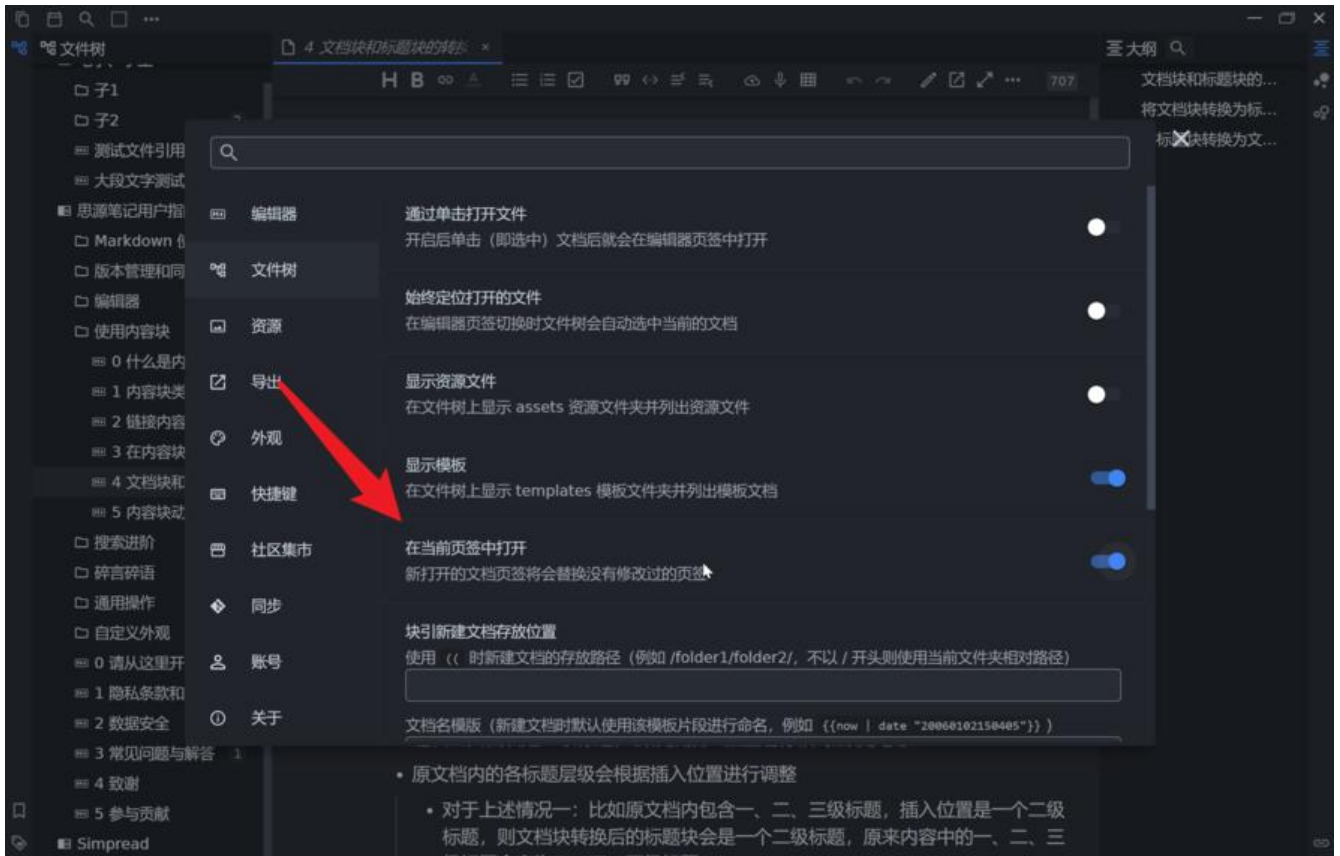 文件树
4 文档块和标题块的转
大纲
子1
子2
测试文件引用
大段文字测试
思源笔记用户指
Markdown
版本管理和同
编辑器
使用内容块
0 什么是内
1 内容块类
2 链接内容
3 在内容块
4 文档块和
5 内容块动
搜索进阶
碎言碎语
通用操作
自定义外观
0 请从这里开
1 隐私条款和
2 数据安全
3 常见问题与解答 1
4 致谢
5 参与贡献
Simpread
H B A 707
文档块和标题块的...
将文档块转换为标...
标 块转换为文...
编辑器
文件树
资源
导出
外观
快捷键
社区集市
同步
账号
关于
通过单击打开文件
开启后单击（即选中）文档后就会在编辑器页签中打开
始终定位打开的文件
在编辑器页签切换时文件树会自动选中当前的文档
显示资源文件
在文件树上显示 assets 资源文件夹并列出资源文件
显示模板
在文件树上显示 templates 模板文件夹并列出模板文档
在当前页签中打开
新打开的文档页签将会替换没有修改过的页签
块引新建文档存放位置
使用 (( 时新建文档的存放路径（例如 /folder1/folder2/，不以 / 开头则使用当前文件夹相对路径）
文档名模版（新建文档时默认使用该模板片段进行命名，例如 {{now | date "20060102150405"}} ）
• 原文档内的各标题层级会根据插入位置进行调整
• 对于上述情况一：比如原文档内包含一、二、三级标题，插入位置是一个二级
标题，则文档块转换后的标题块会是一个二级标题，原来内容中的一、二、三